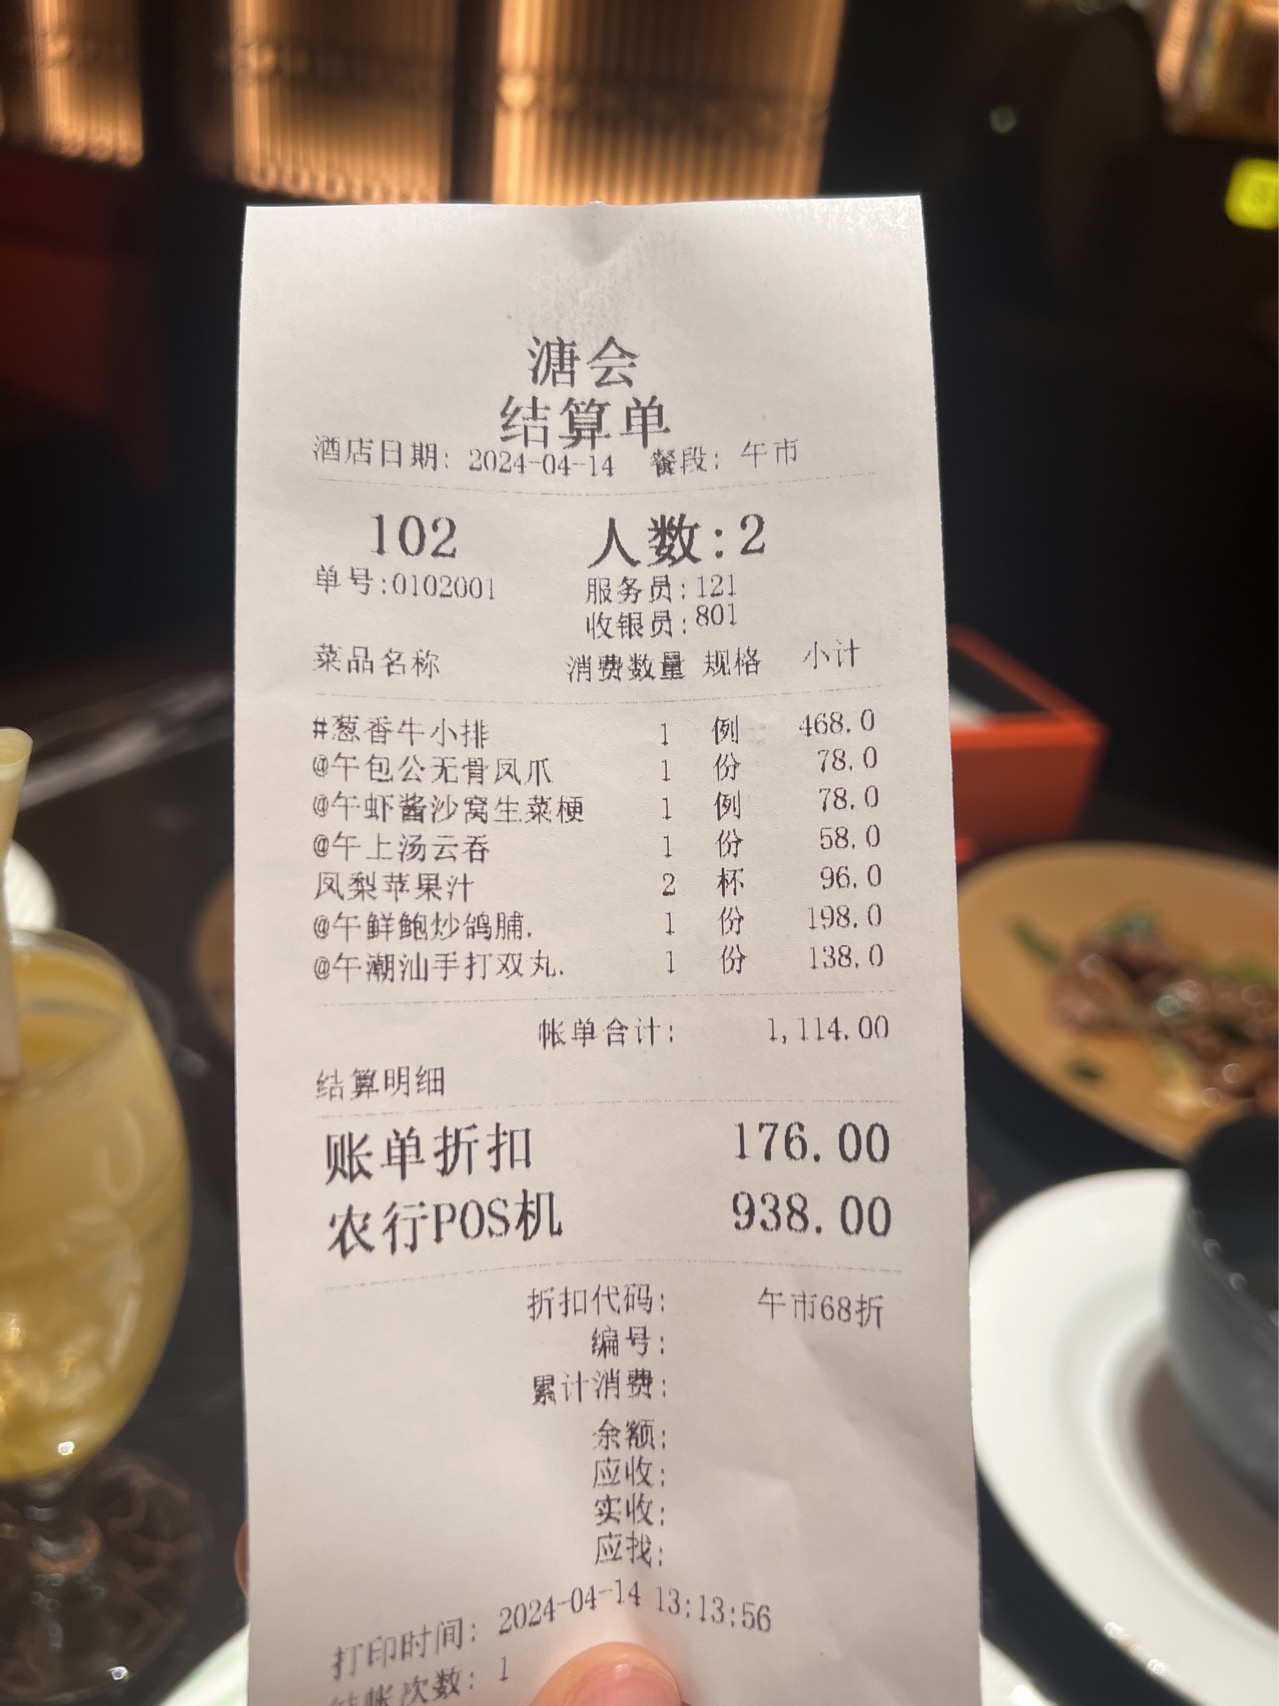 溏会
结算单
酒店日期: 2024-04-14 餐段: 午市
102 人数:2
单号:0102001 服务员:121
收银员:801
菜品名称 消费数量 规格 小计
#葱香牛小排 1 例 468.0
@午包公无骨凤爪 1 份 78.0
@午虾酱沙窝生菜梗 1 例 78.0
@午上汤云吞 1 份 58.0
凤梨苹果汁 2 杯 96.0
@午鲜鲍炒鸽脯. 1 份 198.0
@午潮汕手打双丸. 1 份 138.0
帐单合计: 1,114.00
结算明细
账单折扣 176.00
农行POS机 938.00
折扣代码: 午市68折
编号:
累计消费:
余额:
应收:
实收:
应找:
打印时间: 2024-04-14 13:13:56
结帐次数: 1